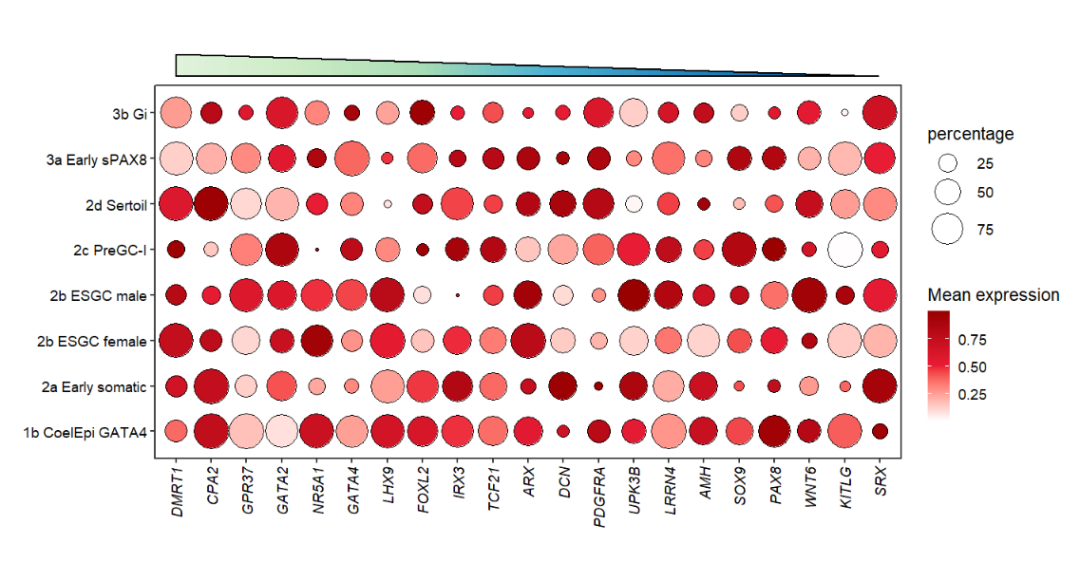 3b Gi
3a Early sPAX8
2d Sertoil
2c PreGC-I
2b ESGC male
2b ESGC female
2a Early somatic
1b CoelEpi GATA4
DMRT1
CPA2
GPR37
GATA2
NR5A1
GATA4
LHX9
FOXL2
IRX3
TCF21
ARX
DCN
PDGFRA
UPK3B
LRRN4
AMH
SOX9
PAX8
WNT6
KITLG
SRX
percentage
25
50
75
Mean expression
0.75
0.50
0.25